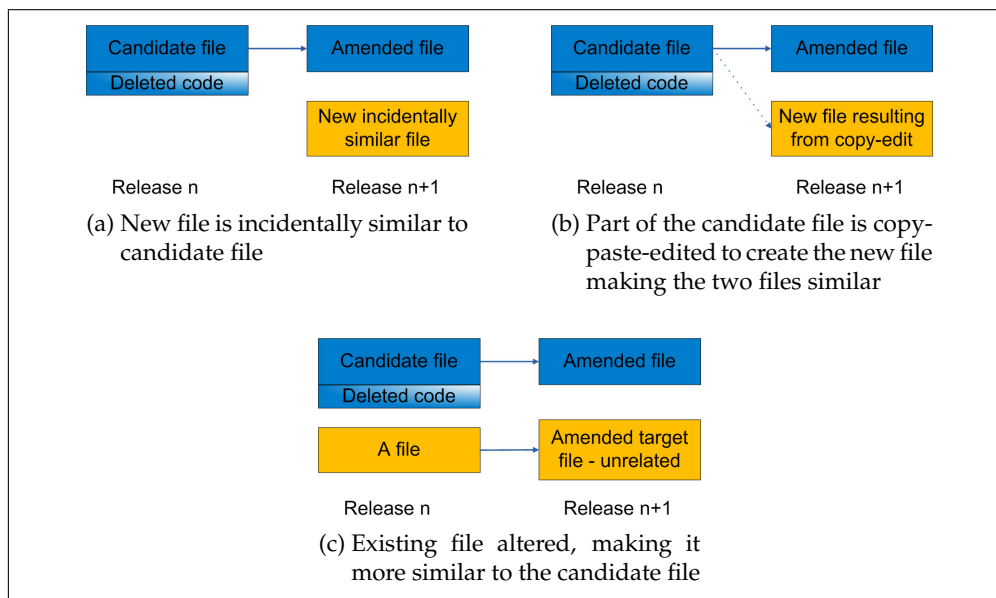 Candidate file
Amended file
Deleted code
New incidentally
similar file
Release n
Release n+1
(a) New file is incidentally similar to
candidate file
Candidate file
Amended file
Deleted code
New file resulting
from copy-edit
Release n
Release n+1
(b) Part of the candidate file is copy-
paste-edited to create the new file
making the two files similar
Candidate file
Amended file
Deleted code
A file
Amended target
file - unrelated
Release n
Release n+1
(c) Existing file altered, making it
more similar to the candidate file